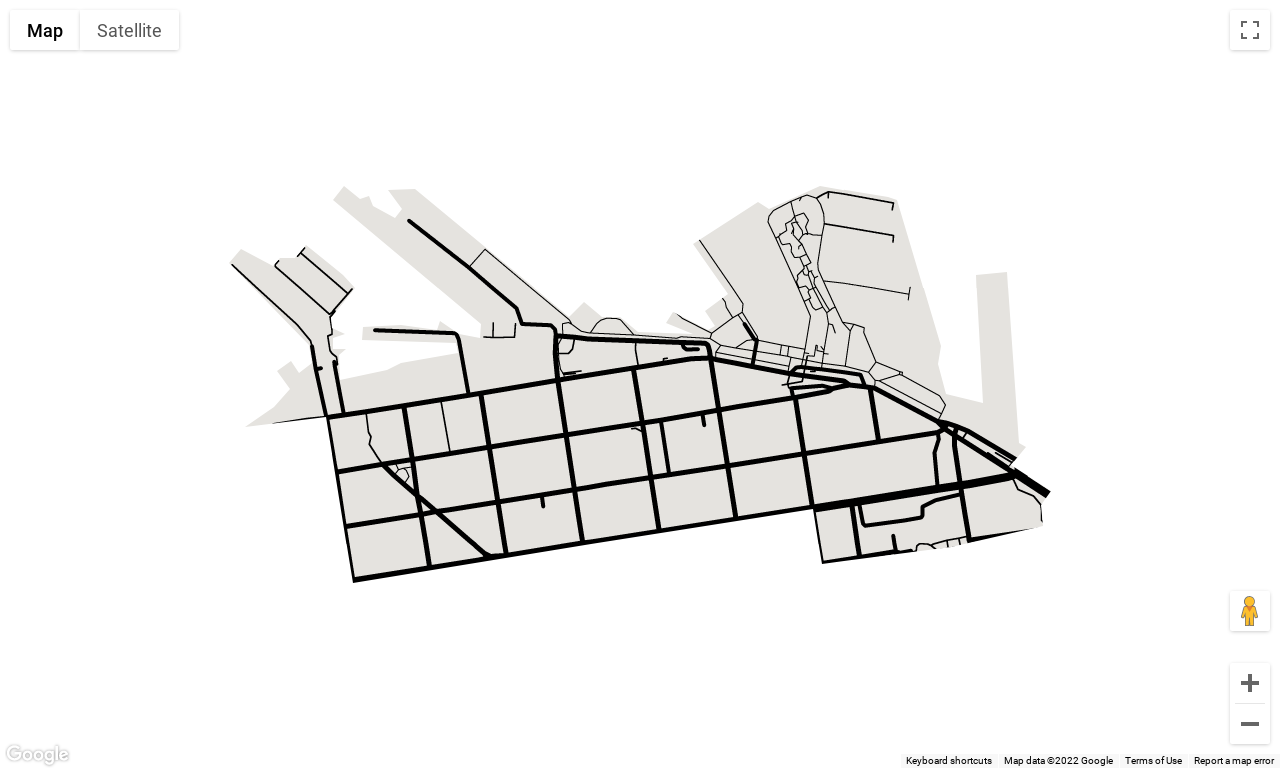 Map Satellite
Google
Keyboard shortcuts Map data ©2022 Google Terms of Use Report a map error